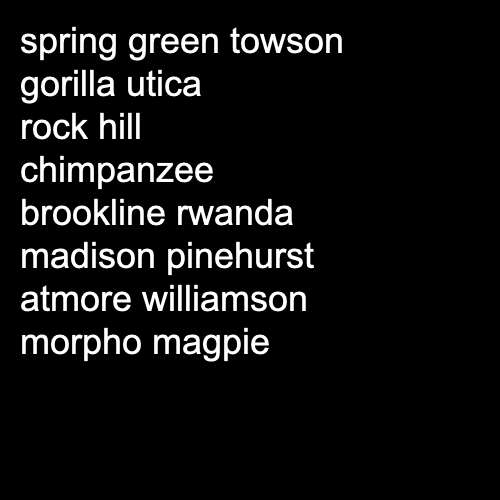 spring green towson
gorilla utica
rock hill
chimpanzee
brookline rwanda
madison pinehurst
atmore williamson
morpho magpie